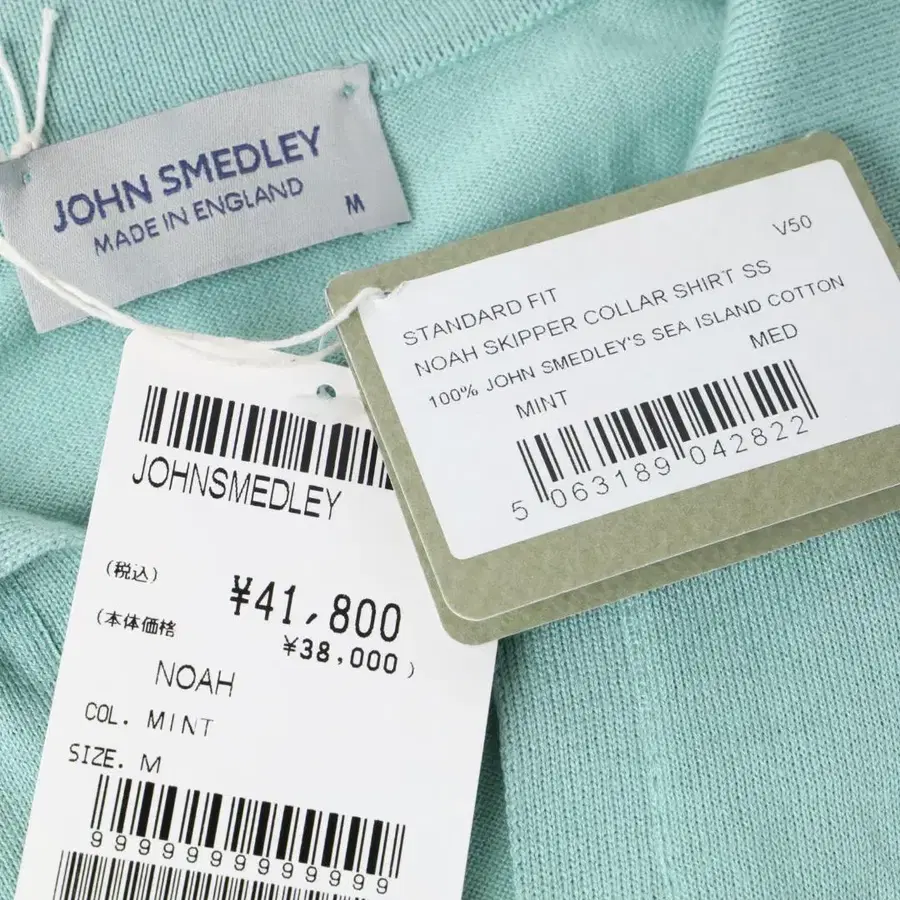 JOHN SMEDLEY
MADE IN ENGLAND
M
V50
STANDARD FIT
NOAH SKIPPER COLLAR SHIRT SS
100% JOHN SMEDLEY'S SEA ISLAND COTTON
MINT MED
5 063189 042822
JOHNSMEDLEY
(税込) ¥41,800
(本体価格 ¥38,000)
NOAH
COL. MINT
SIZE. M
9999999999999